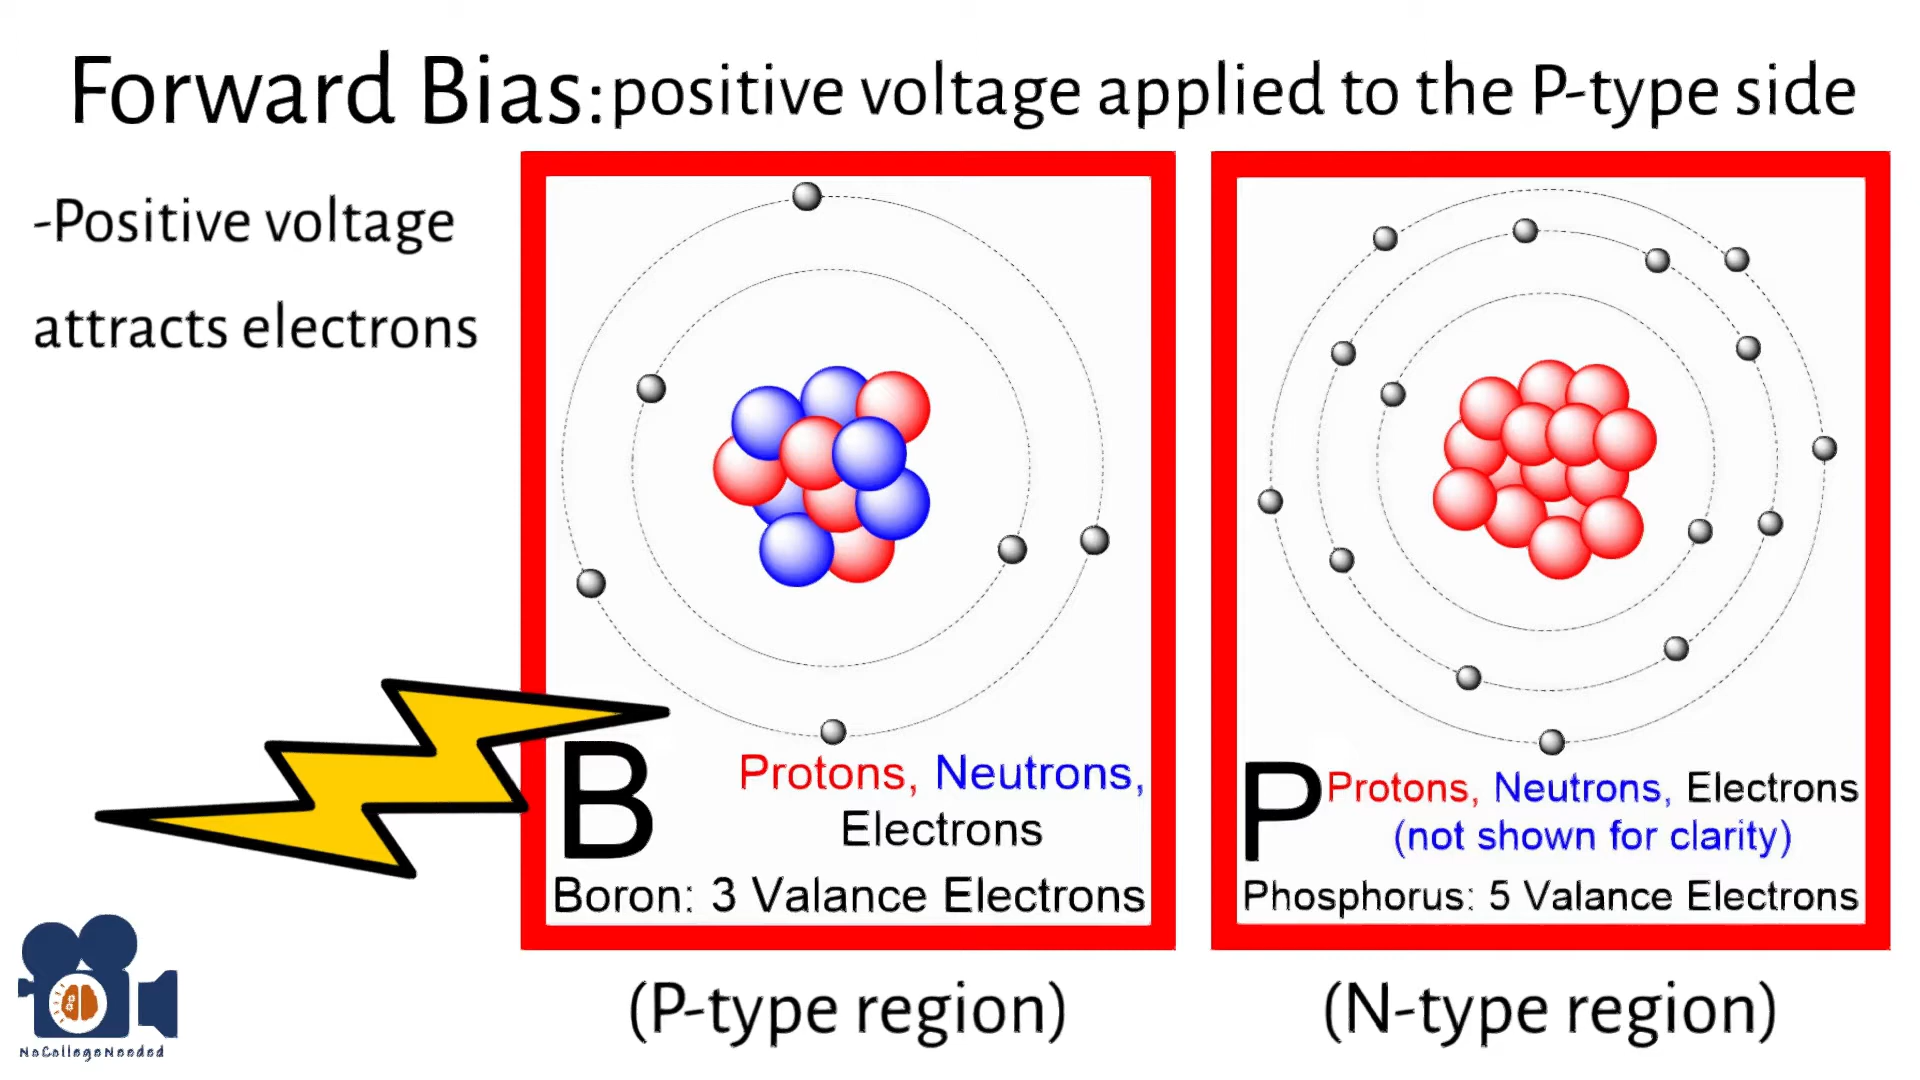 Forward Bias: positive voltage applied to the P-type side
-Positive voltage
attracts electrons
B
Protons, Neutrons,
Electrons
Boron: 3 Valance Electrons
(P-type region)
P
Protons, Neutrons, Electrons
(not shown for clarity)
Phosphorus: 5 Valance Electrons
(N-type region)
NoCollegeNeeded